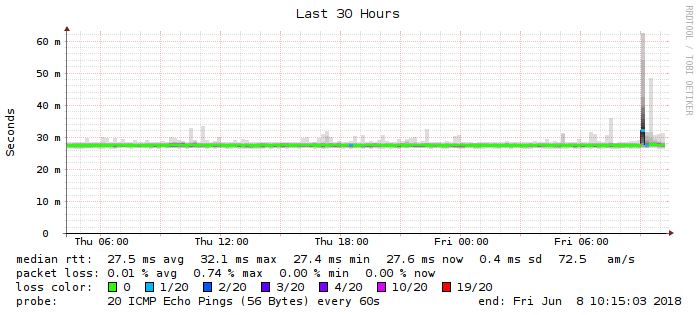 Last 30 Hours
RRDTOOL / TOBI OETIKER
Seconds
60 m
50 m
40 m
30 m
20 m
10 m
0
Thu 06:00 Thu 12:00 Thu 18:00 Fri 00:00 Fri 06:00
median rtt: 27.5 ms avg 32.1 ms max 27.4 ms min 27.6 ms now 0.4 ms sd 72.5 am/s
packet loss: 0.01 % avg 0.74 % max 0.00 % min 0.00 % now
loss color: 0 1/20 2/20 3/20 4/20 10/20 19/20
probe: 20 ICMP Echo Pings (56 Bytes) every 60s end: Fri Jun 8 10:15:03 2018